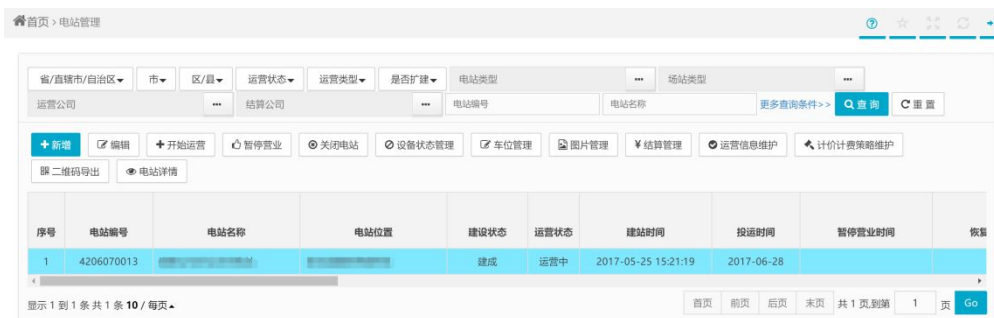 首页 › 电站管理
省/直辖市/自治区 市 区/县 运营状态 运营类型 是否扩建 电站类型 ... 场站类型 ...
运营公司 ... 结算公司 ... 电站编号 电站名称 更多查询条件>> 查询 重置
新增 编辑 开始运营 暂停营业 关闭电站 设备状态管理 车位管理 图片管理 ¥结算管理 运营信息维护 计价计费策略维护
二维码导出 电站详情
序号 电站编号 电站名称 电站位置 建设状态 运营状态 建站时间 投运时间 暂停营业时间 恢复
1 4206070013 建成 运营中 2017-05-25 15:21:19 2017-06-28
显示 1 到 1 条 共 1 条 10 / 每页 首页 前页 后页 末页 共 1 页,到第 1 页 Go